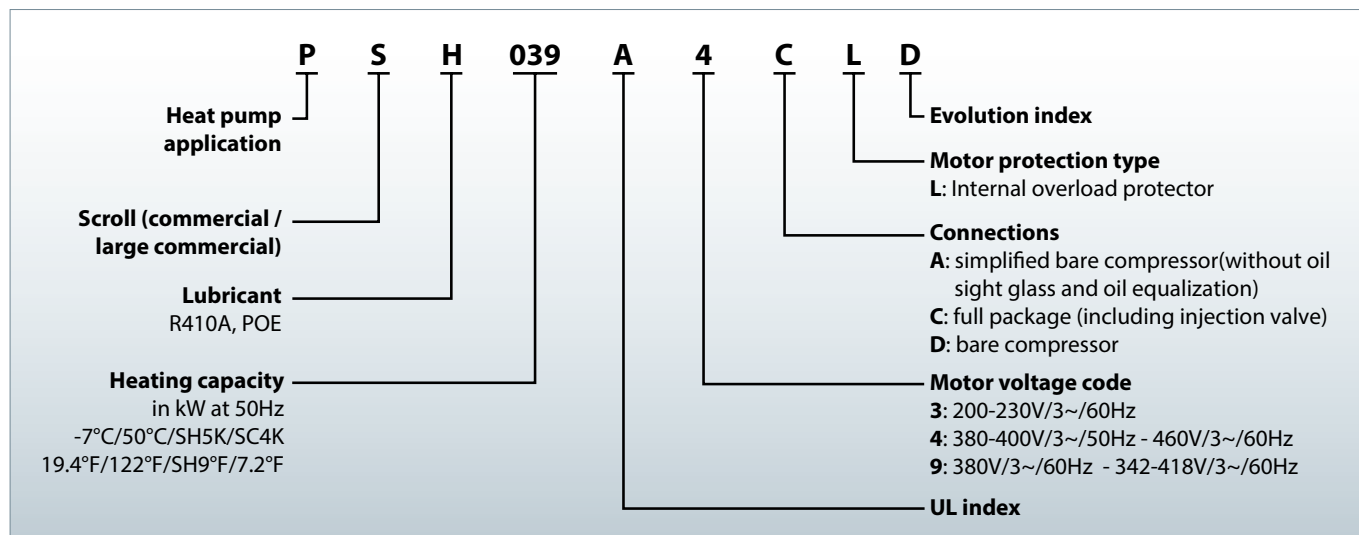 P S H 039 A 4 C L D
Heat pump
application
Scroll (commercial /
large commercial)
Lubricant
R410A, POE
Heating capacity
in kW at 50Hz
-7°C/50°C/SH5K/SC4K
19.4°F/122°F/SH9°F/7.2°F
Evolution index
Motor protection type
L: Internal overload protector
Connections
A: simplified bare compressor(without oil
sight glass and oil equalization)
C: full package (including injection valve)
D: bare compressor
Motor voltage code
3: 200-230V/3~/60Hz
4: 380-400V/3~/50Hz - 460V/3~/60Hz
9: 380V/3~/60Hz - 342-418V/3~/60Hz
UL index